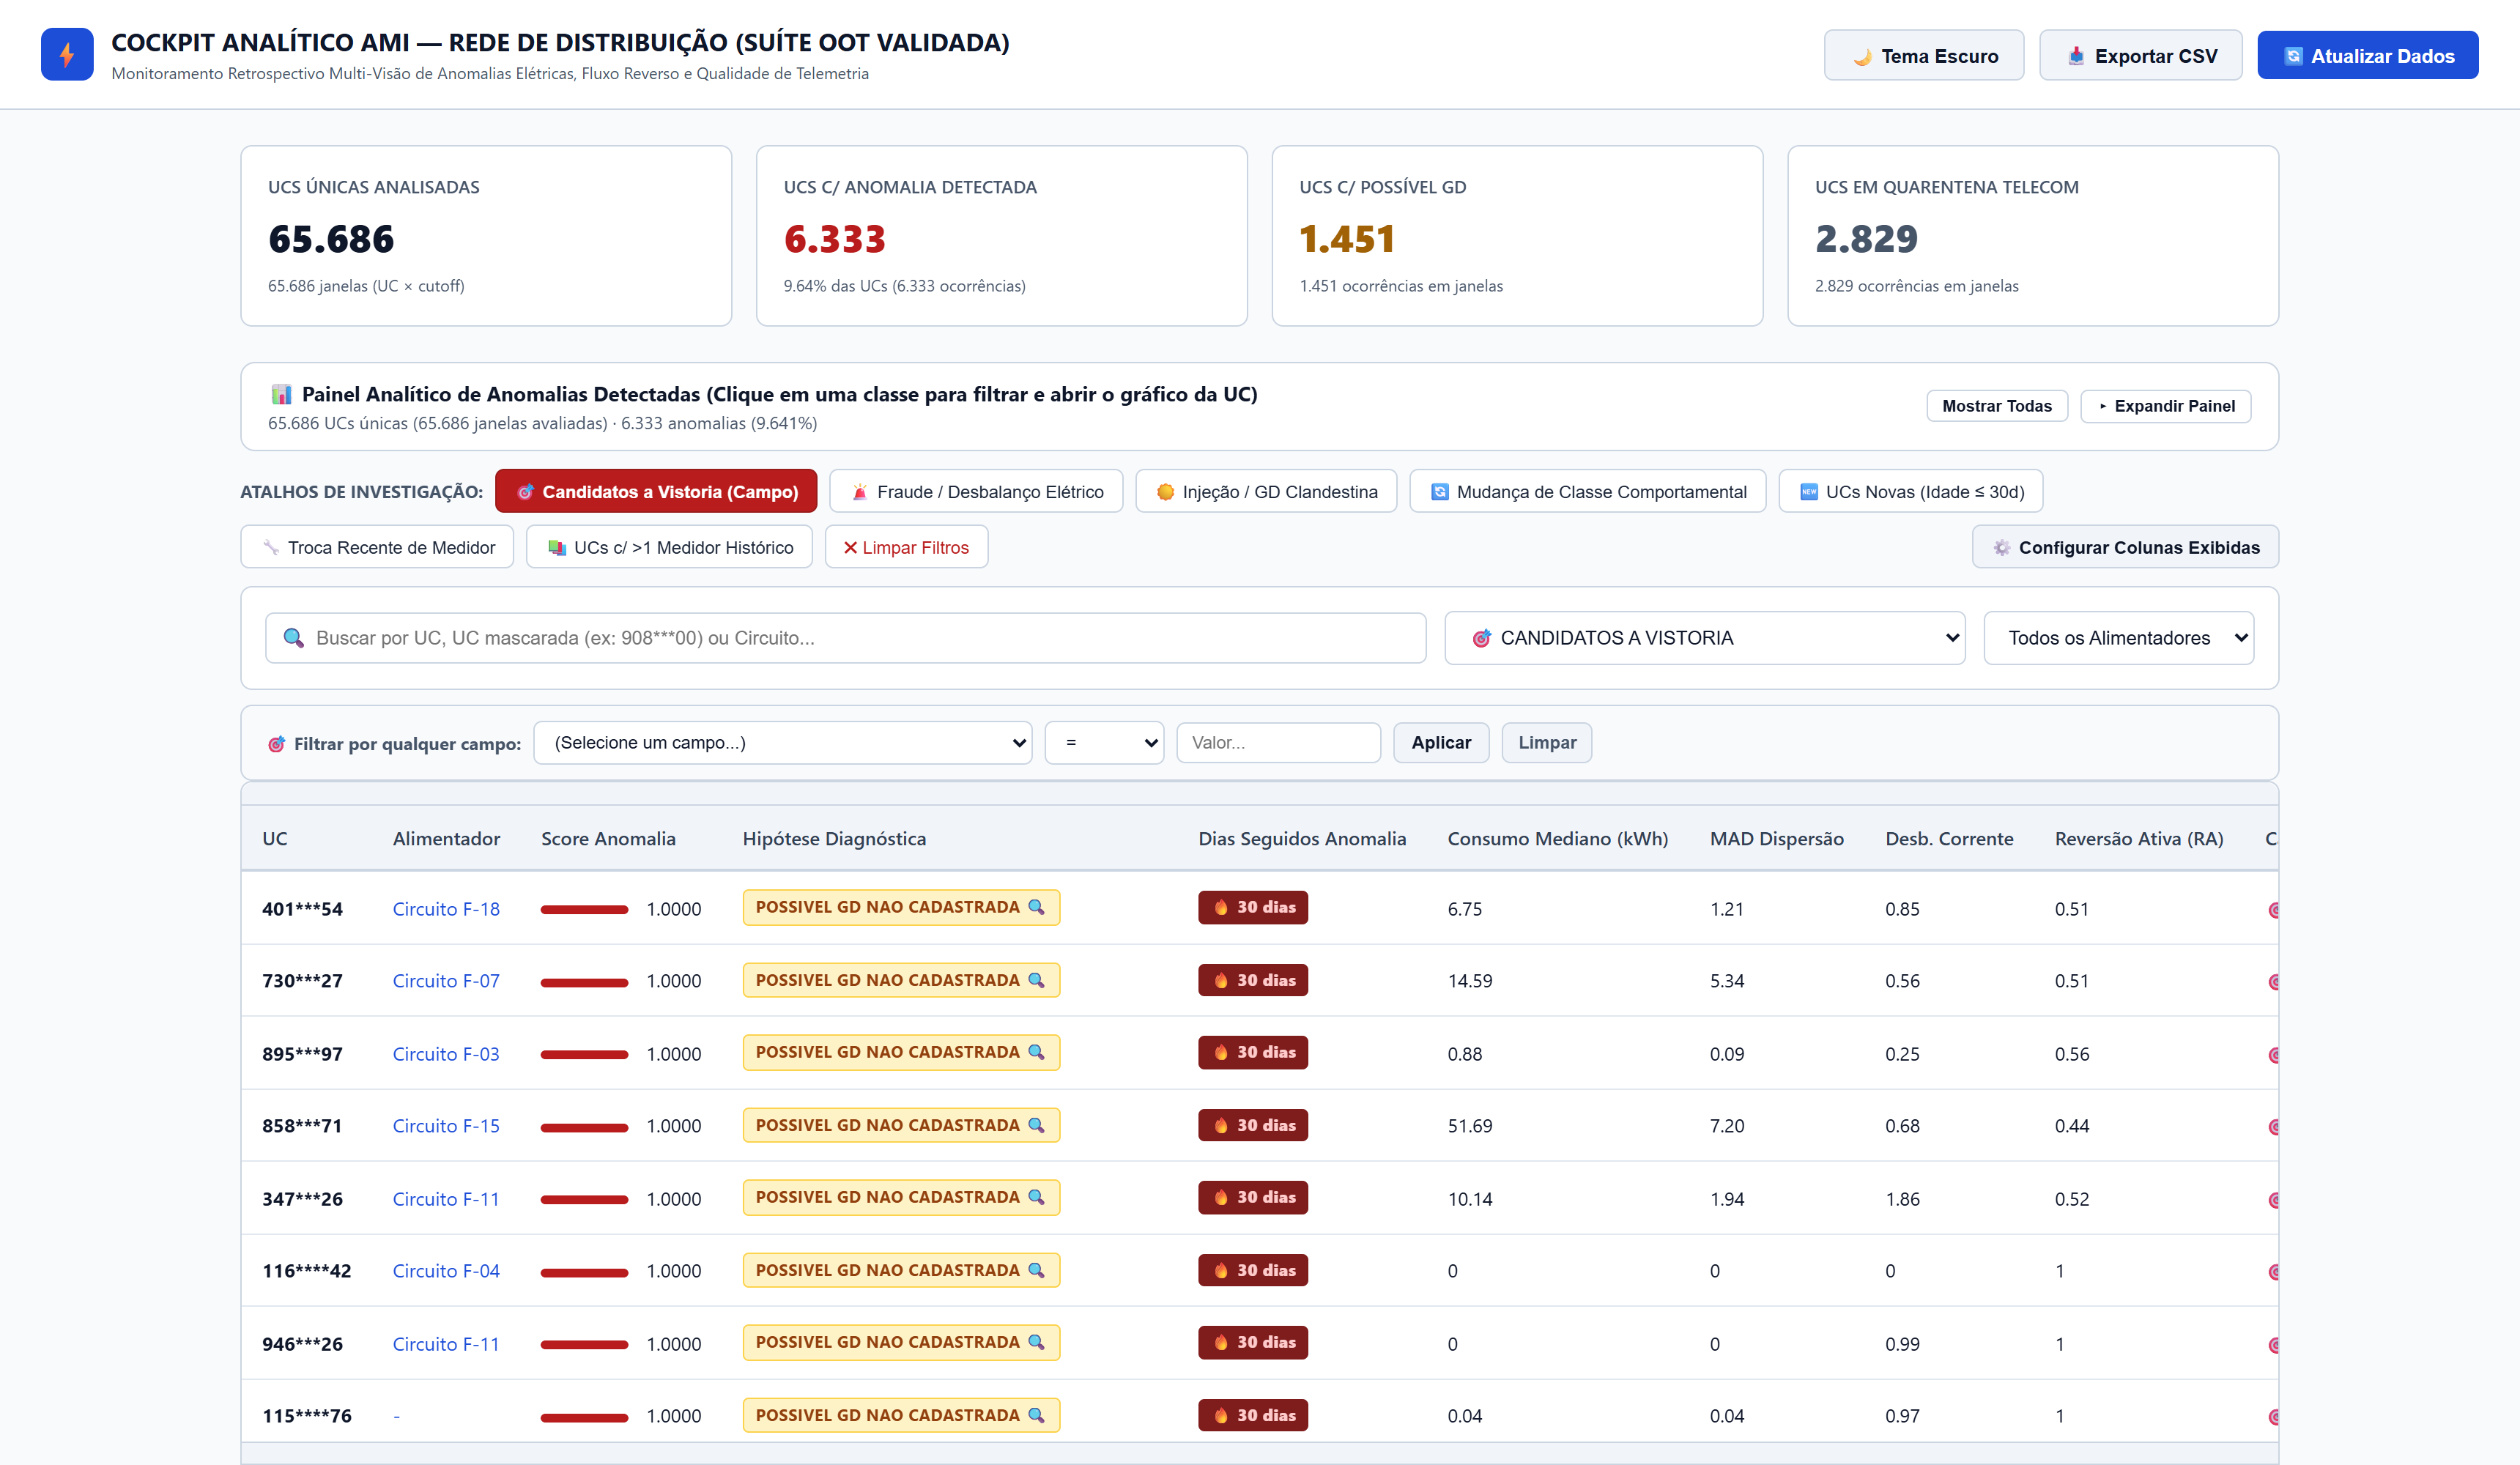 COCKPIT ANALÍTICO AMI — REDE DE DISTRIBUIÇÃO (SUÍTE OOT VALIDADA)
Monitoramento Retrospectivo Multi-Visão de Anomalias Elétricas, Fluxo Reverso e Qualidade de Telemetria
Tema Escuro
Exportar CSV
Atualizar Dados
UCS ÚNICAS ANALISADAS
65.686
65.686 janelas (UC × cutoff)
UCS C/ ANOMALIA DETECTADA
6.333
9.64% das UCs (6.333 ocorrências)
UCS C/ POSSÍVEL GD
1.451
1.451 ocorrências em janelas
UCS EM QUARENTENA TELECOM
2.829
2.829 ocorrências em janelas
Painel Analítico de Anomalias Detectadas (Clique em uma classe para filtrar e abrir o gráfico da UC)
65.686 UCs únicas (65.686 janelas avaliadas) · 6.333 anomalias (9.641%)
Mostrar Todas
▸ Expandir Painel
ATALHOS DE INVESTIGAÇÃO:
Candidatos a Vistoria (Campo)
Fraude / Desbalanço Elétrico
Injeção / GD Clandestina
Mudança de Classe Comportamental
NEW UCs Novas (Idade ≤ 30d)
Troca Recente de Medidor
UCs c/ >1 Medidor Histórico
Limpar Filtros
Configurar Colunas Exibidas
Buscar por UC, UC mascarada (ex: 908***00) ou Circuito...
CANDIDATOS A VISTORIA
Todos os Alimentadores
Filtrar por qualquer campo:
(Selecione um campo...)
=
Valor...
Aplicar
Limpar
UC Alimentador Score Anomalia Hipótese Diagnóstica Dias Seguidos Anomalia Consumo Mediano (kWh) MAD Dispersão Desb. Corrente Reversão Ativa (RA)
401***54 Circuito F-18 1.0000 POSSIVEL GD NAO CADASTRADA 30 dias 6.75 1.21 0.85 0.51
730***27 Circuito F-07 1.0000 POSSIVEL GD NAO CADASTRADA 30 dias 14.59 5.34 0.56 0.51
895***97 Circuito F-03 1.0000 POSSIVEL GD NAO CADASTRADA 30 dias 0.88 0.09 0.25 0.56
858***71 Circuito F-15 1.0000 POSSIVEL GD NAO CADASTRADA 30 dias 51.69 7.20 0.68 0.44
347***26 Circuito F-11 1.0000 POSSIVEL GD NAO CADASTRADA 30 dias 10.14 1.94 1.86 0.52
116****42 Circuito F-04 1.0000 POSSIVEL GD NAO CADASTRADA 30 dias 0 0 0 1
946***26 Circuito F-11 1.0000 POSSIVEL GD NAO CADASTRADA 30 dias 0 0 0.99 1
115****76 - 1.0000 POSSIVEL GD NAO CADASTRADA 30 dias 0.04 0.04 0.97 1